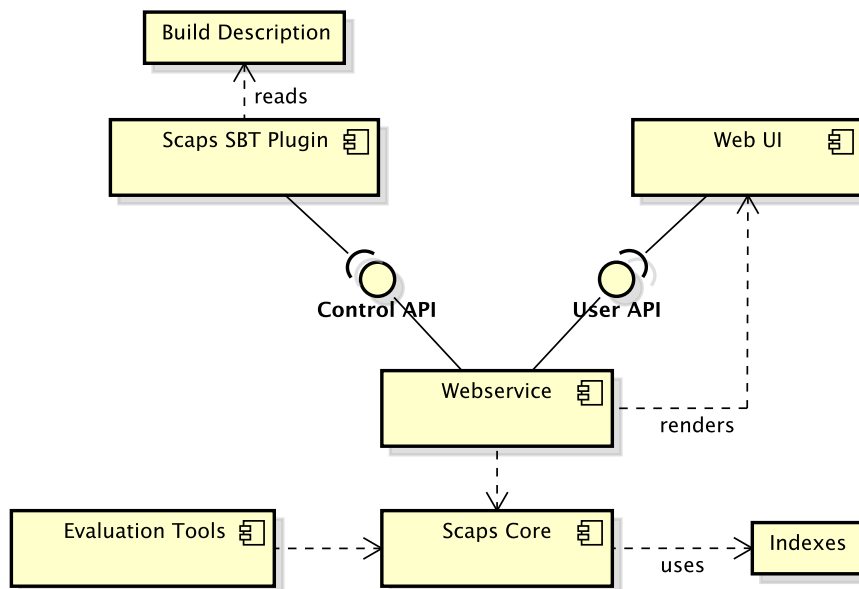 Build Description
reads
Scaps SBT Plugin
Web UI
Control API
User API
Webservice
renders
Evaluation Tools
Scaps Core
Indexes
uses